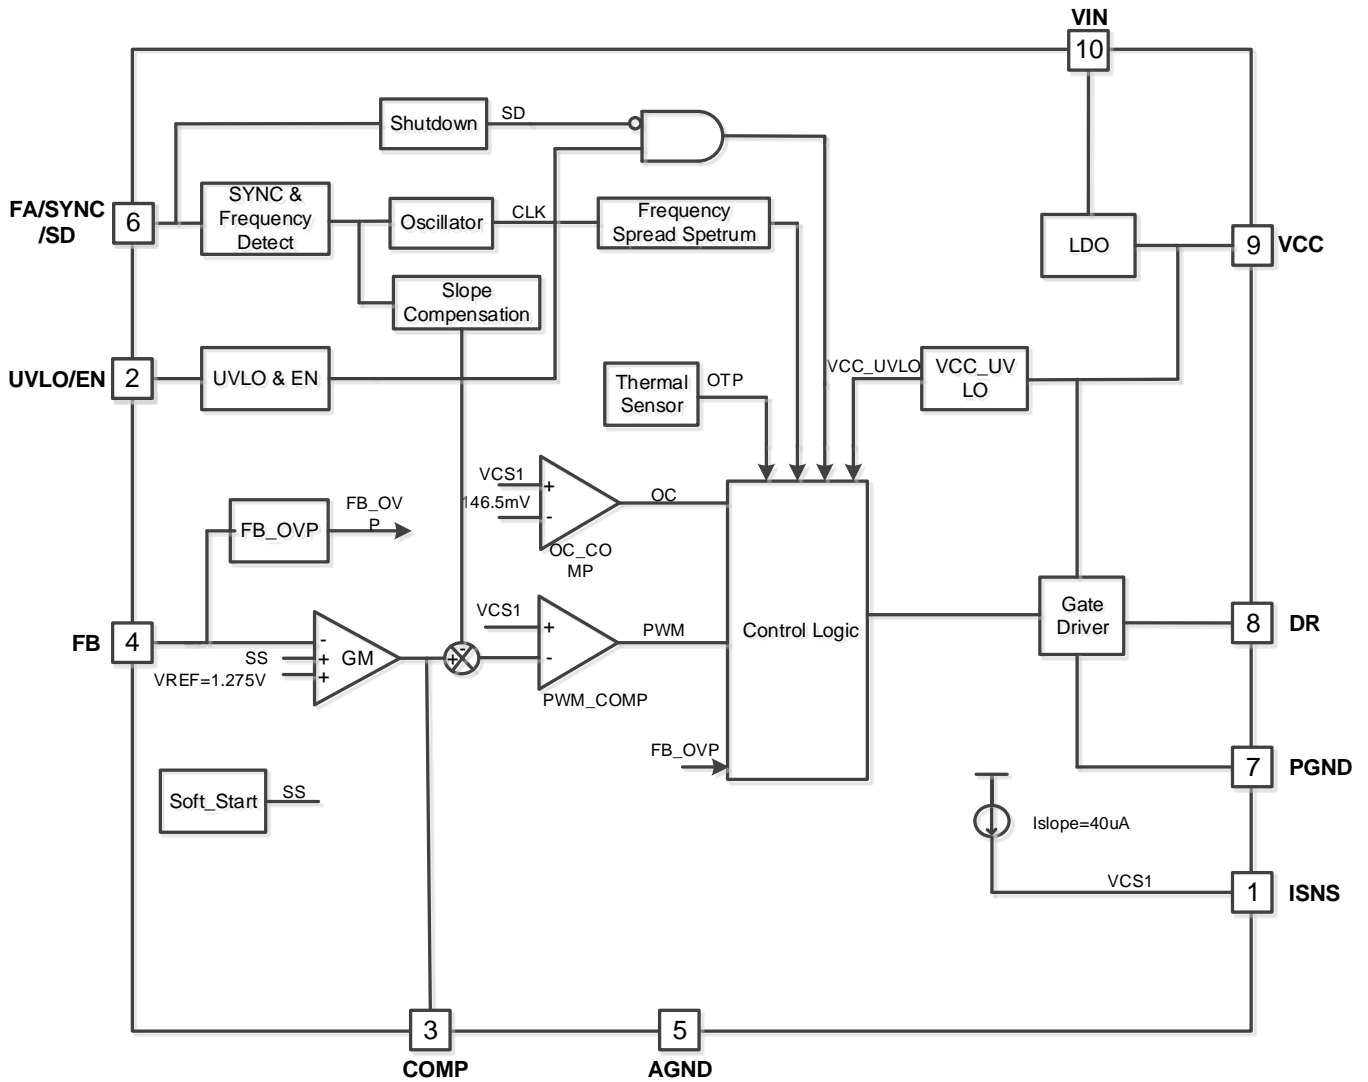 VIN
10
Shutdown
SD
FA/SYNC
/SD
6
SYNC &
Frequency
Detect
Oscillator
CLK
Frequency
Spread Spetrum
LDO
9
VCC
Slope
Compensation
UVLO/EN
2
UVLO & EN
Thermal
Sensor
OTP
VCC_UVLO
VCC_UV
LO
VCS1
+
146.5mV
-
OC
OC_CO
MP
FB_OVP
FB_OV
P
FB
4
-
SS
+
VREF=1.275V
+
GM
+
-
VCS1
+
-
PWM
PWM_COMP
Control Logic
Gate
Driver
8
DR
FB_OVP
7
PGND
Soft_Start
SS
Islope=40uA
VCS1
1
ISNS
3
COMP
5
AGND